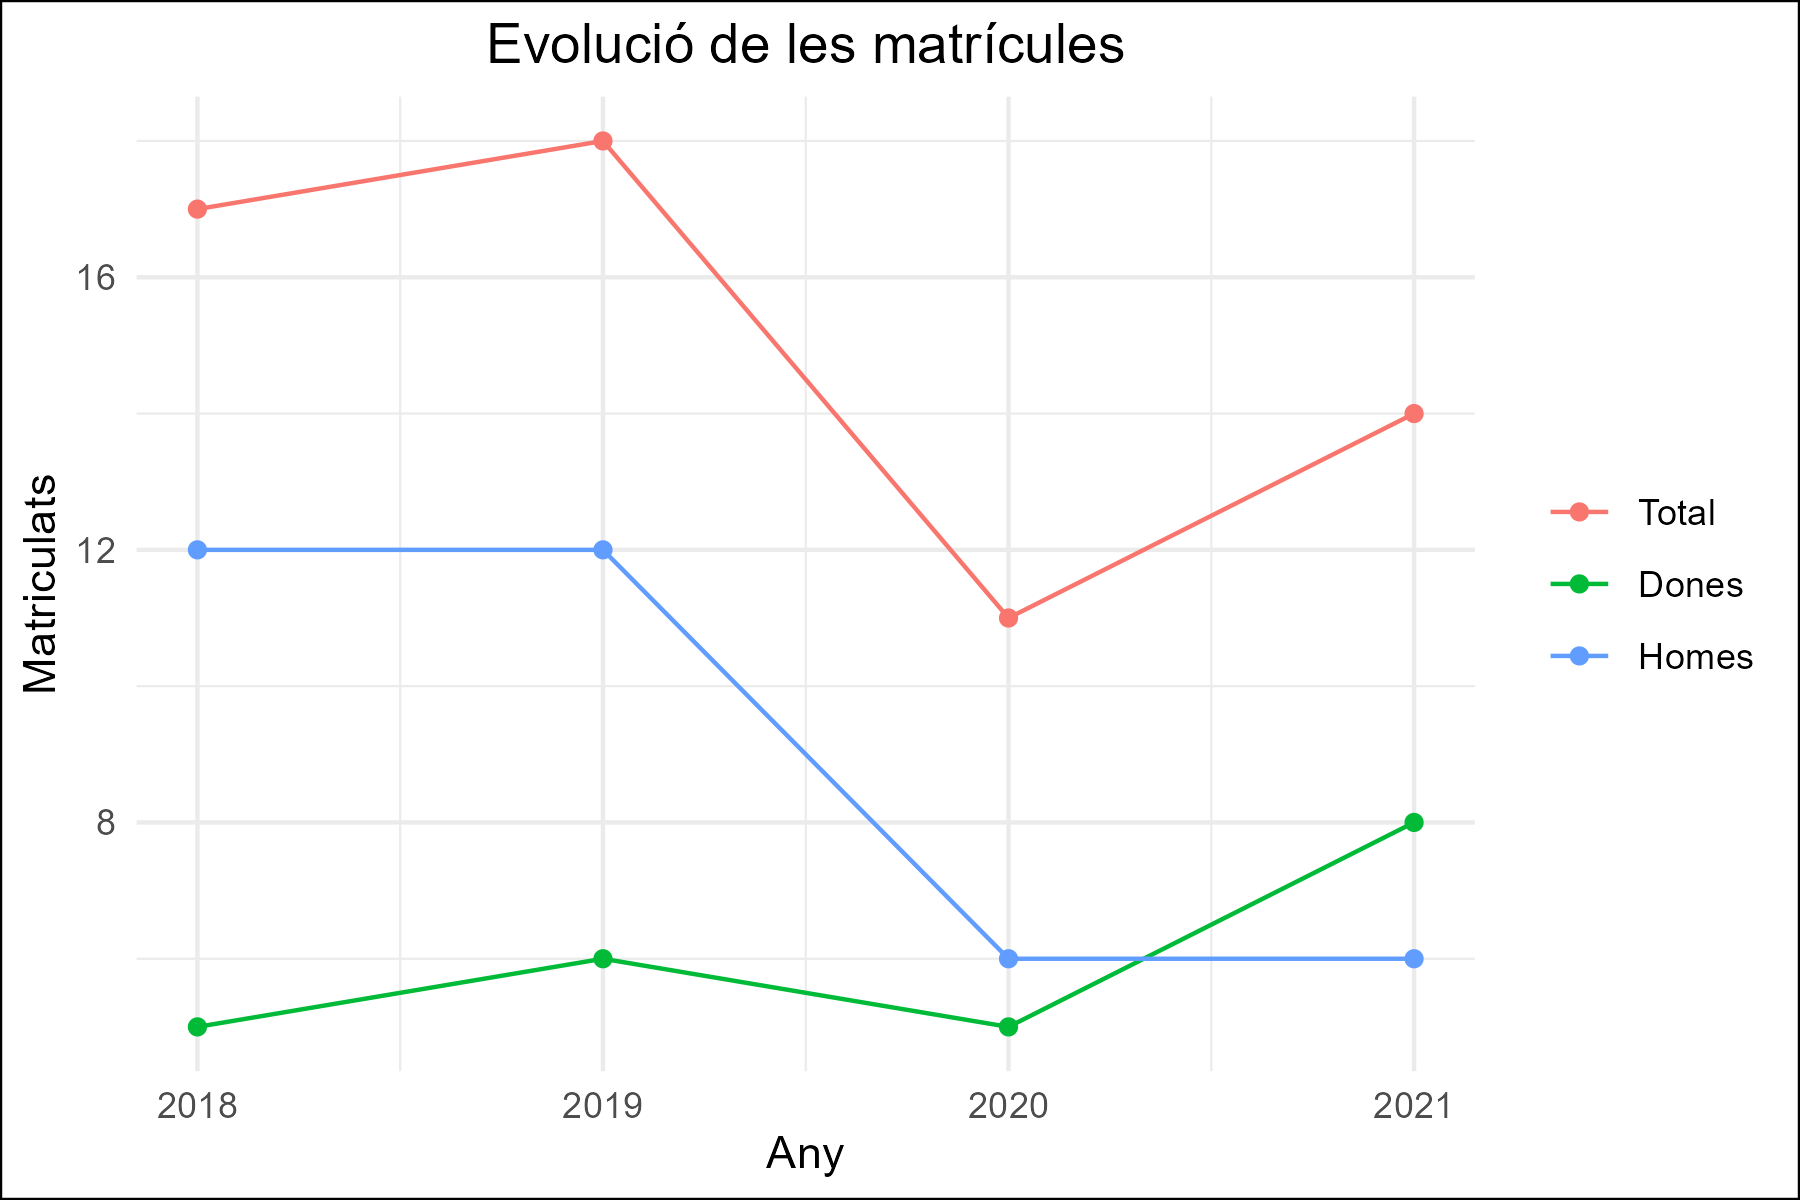 Evolució de les matrícules
Matriculats
16
12
8
2018
2019
2020
2021
Any
Total
Dones
Homes